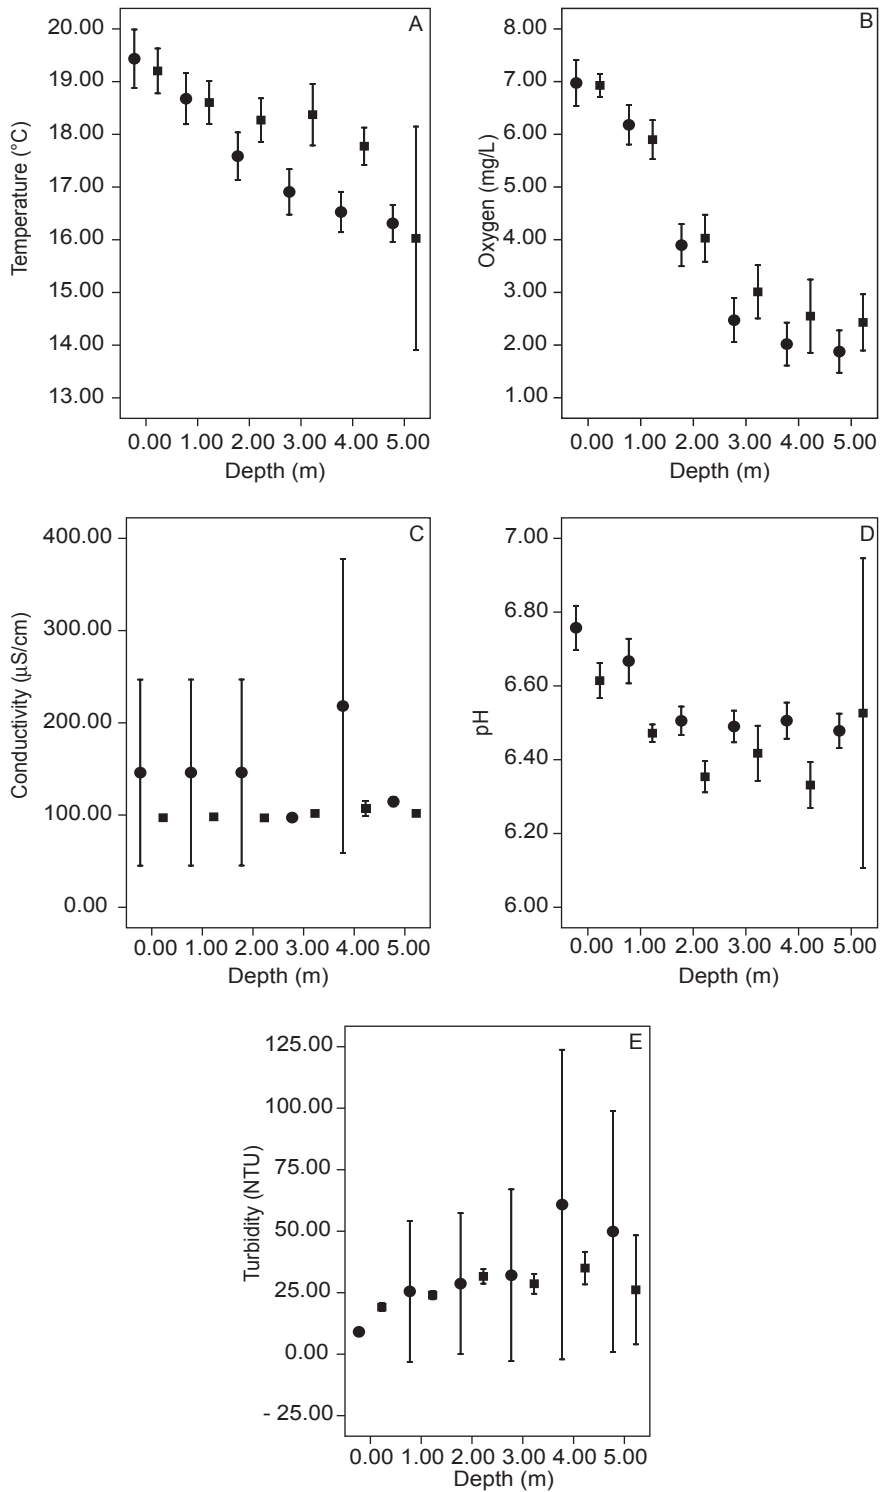 A
20.00
19.00
18.00
17.00
16.00
15.00
14.00
13.00
Temperature (°C)
0.00 1.00 2.00 3.00 4.00 5.00
Depth (m)
B
8.00
7.00
6.00
5.00
4.00
3.00
2.00
1.00
Oxygen (mg/L)
0.00 1.00 2.00 3.00 4.00 5.00
Depth (m)
C
400.00
300.00
200.00
100.00
0.00
Conductivity (µS/cm)
0.00 1.00 2.00 3.00 4.00 5.00
Depth (m)
D
7.00
6.80
6.60
6.40
6.20
6.00
pH
0.00 1.00 2.00 3.00 4.00 5.00
Depth (m)
E
125.00
100.00
75.00
50.00
25.00
0.00
- 25.00
Turbidity (NTU)
0.00 1.00 2.00 3.00 4.00 5.00
Depth (m)